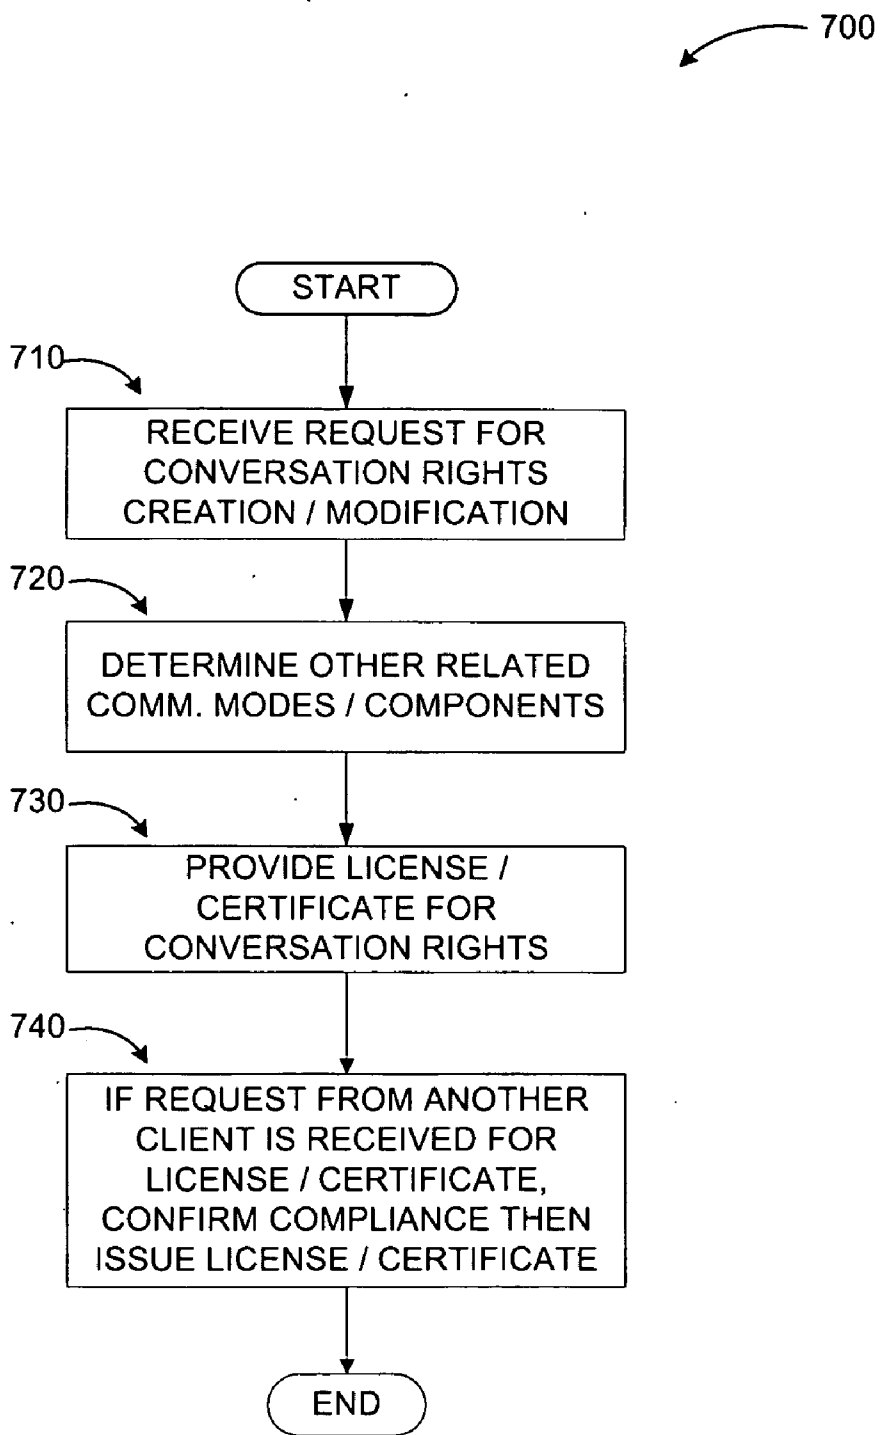 700
START
710
RECEIVE REQUEST FOR
CONVERSATION RIGHTS
CREATION / MODIFICATION
720
DETERMINE OTHER RELATED
COMM. MODES / COMPONENTS
730
PROVIDE LICENSE /
CERTIFICATE FOR
CONVERSATION RIGHTS
740
IF REQUEST FROM ANOTHER
CLIENT IS RECEIVED FOR
LICENSE / CERTIFICATE,
CONFIRM COMPLIANCE THEN
ISSUE LICENSE / CERTIFICATE
END